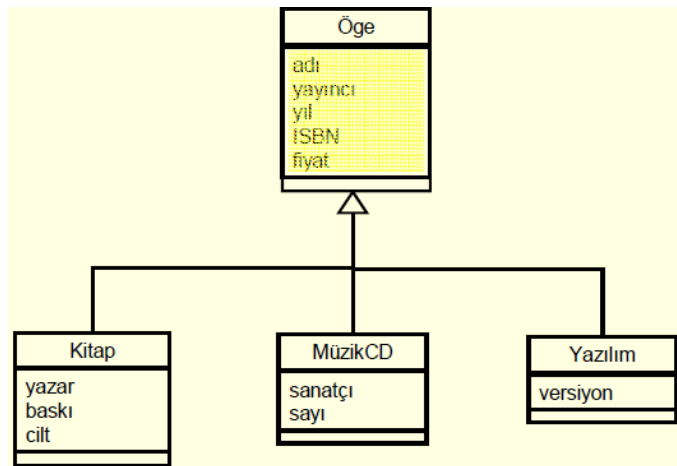 Öge
adı
yayıncı
yıl
ISBN
fiyat
Kitap
yazar
baskı
cilt
MüzikCD
sanatçı
sayı
Yazılım
versiyon